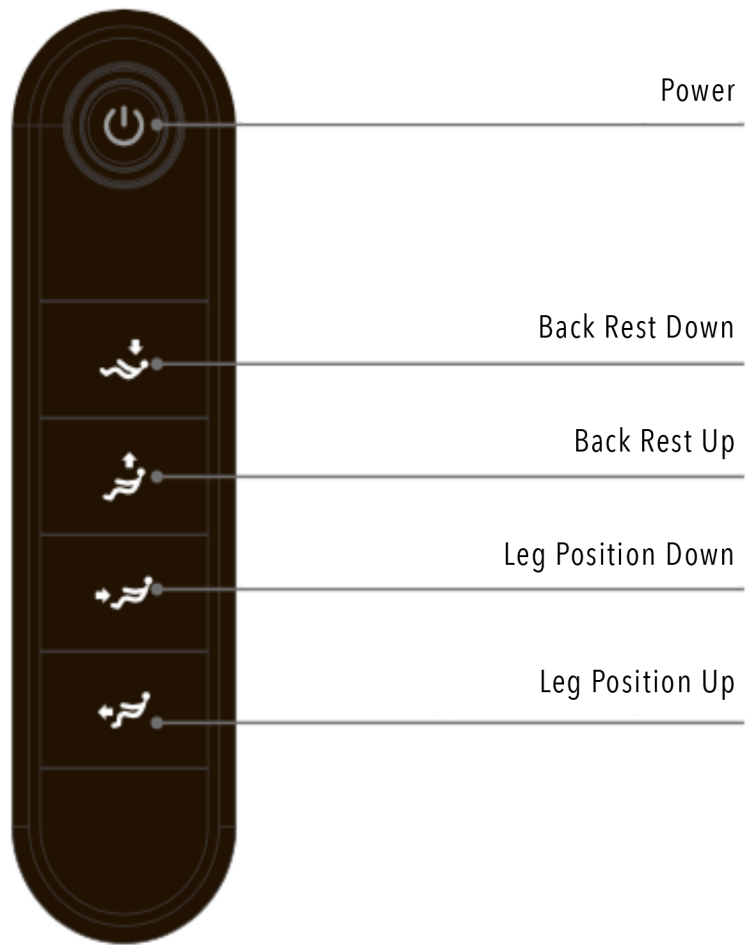 Power
Back Rest Down
Back Rest Up
Leg Position Down
Leg Position Up